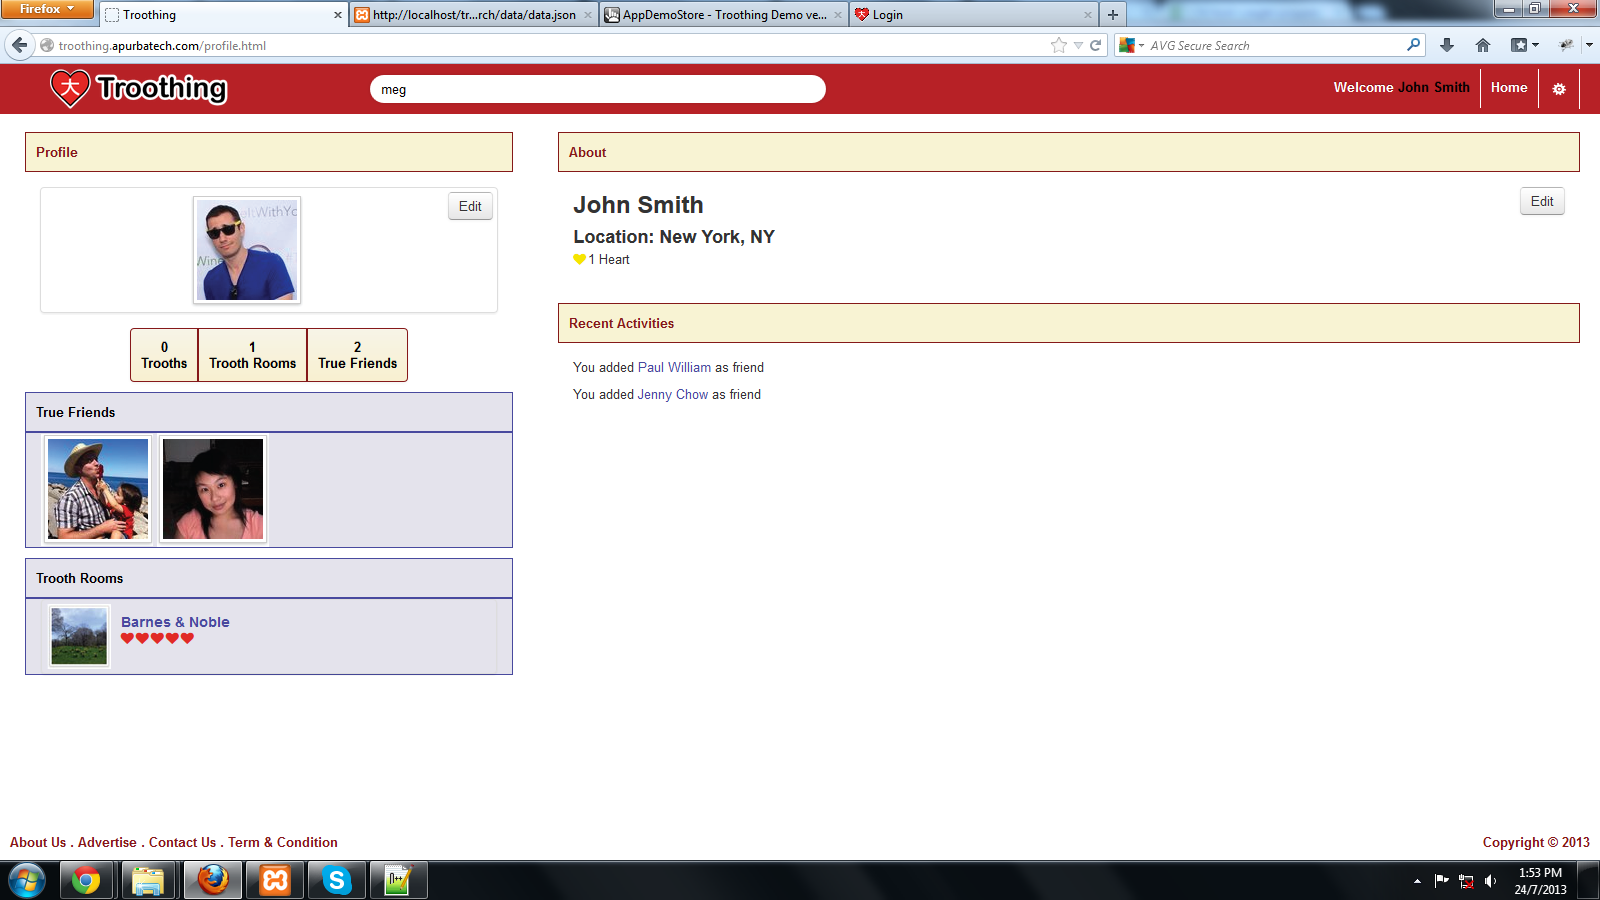 Firefox
Troothing
http://localhost/tr...rch/data/data.json
AppDemoStore - Troothing Demo ve...
Login
troothing.apurbatech.com/profile.html
AVG Secure Search
大 Troothing
meg
Welcome John Smith
Home
Profile
About
Edit
John Smith
Edit
Location: New York, NY
1 Heart
0
Trooths
1
Trooth Rooms
2
True Friends
Recent Activities
You added Paul William as friend
You added Jenny Chow as friend
True Friends
Trooth Rooms
Barnes & Noble
About Us . Advertise . Contact Us . Term & Condition
Copyright © 2013
1:53 PM
24/7/2013